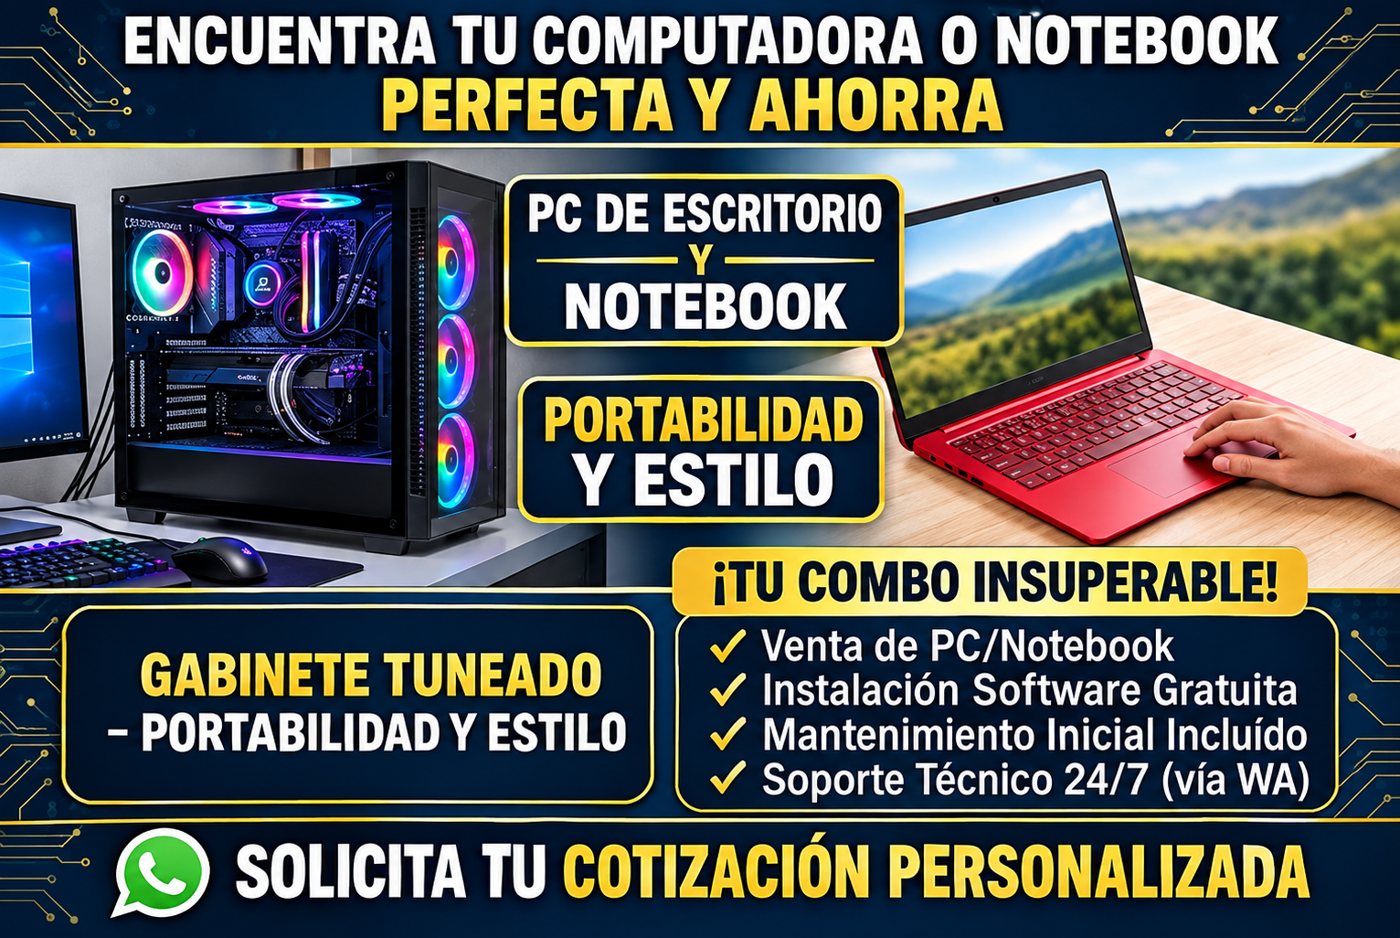 ENCUENTRA TU COMPUTADORA O NOTEBOOK
PERFECTA Y AHORRA
PC DE ESCRITORIO
Y
NOTEBOOK
PORTABILIDAD
Y ESTILO
GABINETE TUNEADO
– PORTABILIDAD Y ESTILO
¡TU COMBO INSUPERABLE!
✓ Venta de PC/Notebook
✓ Instalación Software Gratuita
✓ Mantenimiento Inicial Incluído
✓ Soporte Técnico 24/7 (vía WA)
SOLICITA TU COTIZACIÓN PERSONALIZADA